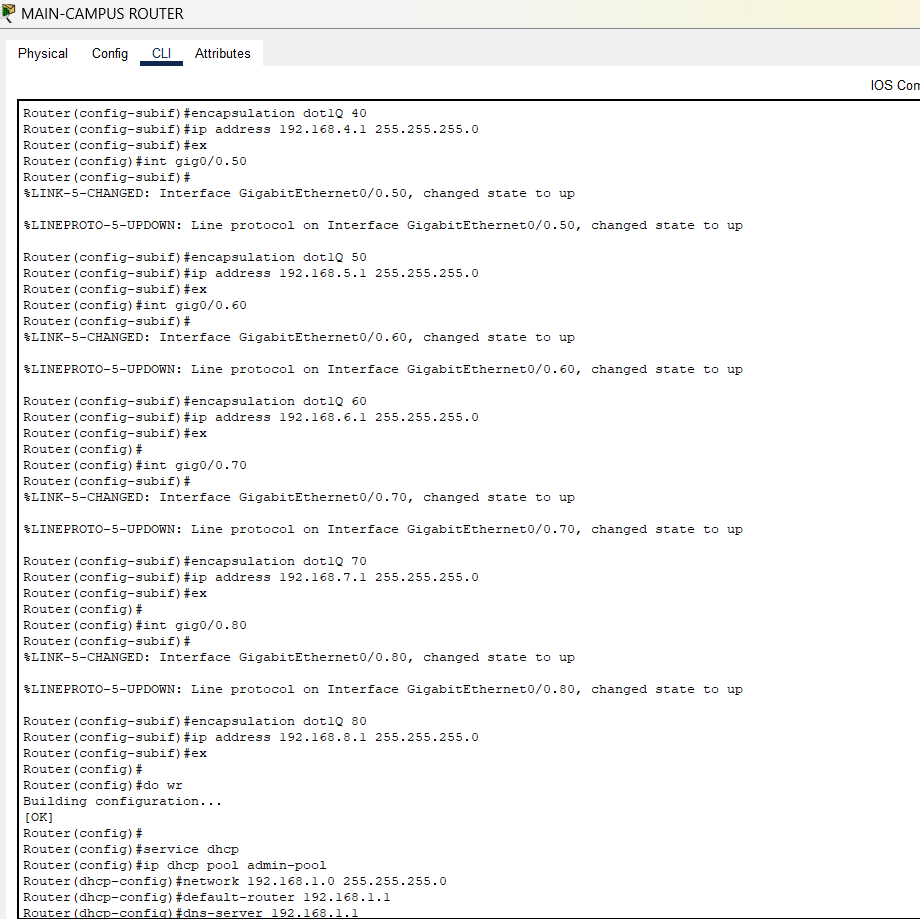 MAIN-CAMPUS ROUTER
Physical Config CLI Attributes
IOS Com
Router(config-subif)#encapsulation dot1Q 40
Router(config-subif)#ip address 192.168.4.1 255.255.255.0
Router(config-subif)#ex
Router(config)#int gig0/0.50
Router(config-subif)#
%LINK-5-CHANGED: Interface GigabitEthernet0/0.50, changed state to up
%LINEPROTO-5-UPDOWN: Line protocol on Interface GigabitEthernet0/0.50, changed state to up
Router(config-subif)#encapsulation dot1Q 50
Router(config-subif)#ip address 192.168.5.1 255.255.255.0
Router(config-subif)#ex
Router(config)#int gig0/0.60
Router(config-subif)#
%LINK-5-CHANGED: Interface GigabitEthernet0/0.60, changed state to up
%LINEPROTO-5-UPDOWN: Line protocol on Interface GigabitEthernet0/0.60, changed state to up
Router(config-subif)#encapsulation dot1Q 60
Router(config-subif)#ip address 192.168.6.1 255.255.255.0
Router(config-subif)#ex
Router(config)#
Router(config)#int gig0/0.70
Router(config-subif)#
%LINK-5-CHANGED: Interface GigabitEthernet0/0.70, changed state to up
%LINEPROTO-5-UPDOWN: Line protocol on Interface GigabitEthernet0/0.70, changed state to up
Router(config-subif)#encapsulation dot1Q 70
Router(config-subif)#ip address 192.168.7.1 255.255.255.0
Router(config-subif)#ex
Router(config)#
Router(config)#int gig0/0.80
Router(config-subif)#
%LINK-5-CHANGED: Interface GigabitEthernet0/0.80, changed state to up
%LINEPROTO-5-UPDOWN: Line protocol on Interface GigabitEthernet0/0.80, changed state to up
Router(config-subif)#encapsulation dot1Q 80
Router(config-subif)#ip address 192.168.8.1 255.255.255.0
Router(config-subif)#ex
Router(config)#
Router(config)#do wr
Building configuration...
[OK]
Router(config)#
Router(config)#service dhcp
Router(config)#ip dhcp pool admin-pool
Router(dhcp-config)#network 192.168.1.0 255.255.255.0
Router(dhcp-config)#default-router 192.168.1.1
Router(dhcp-config)#dns-server 192.168.1.1